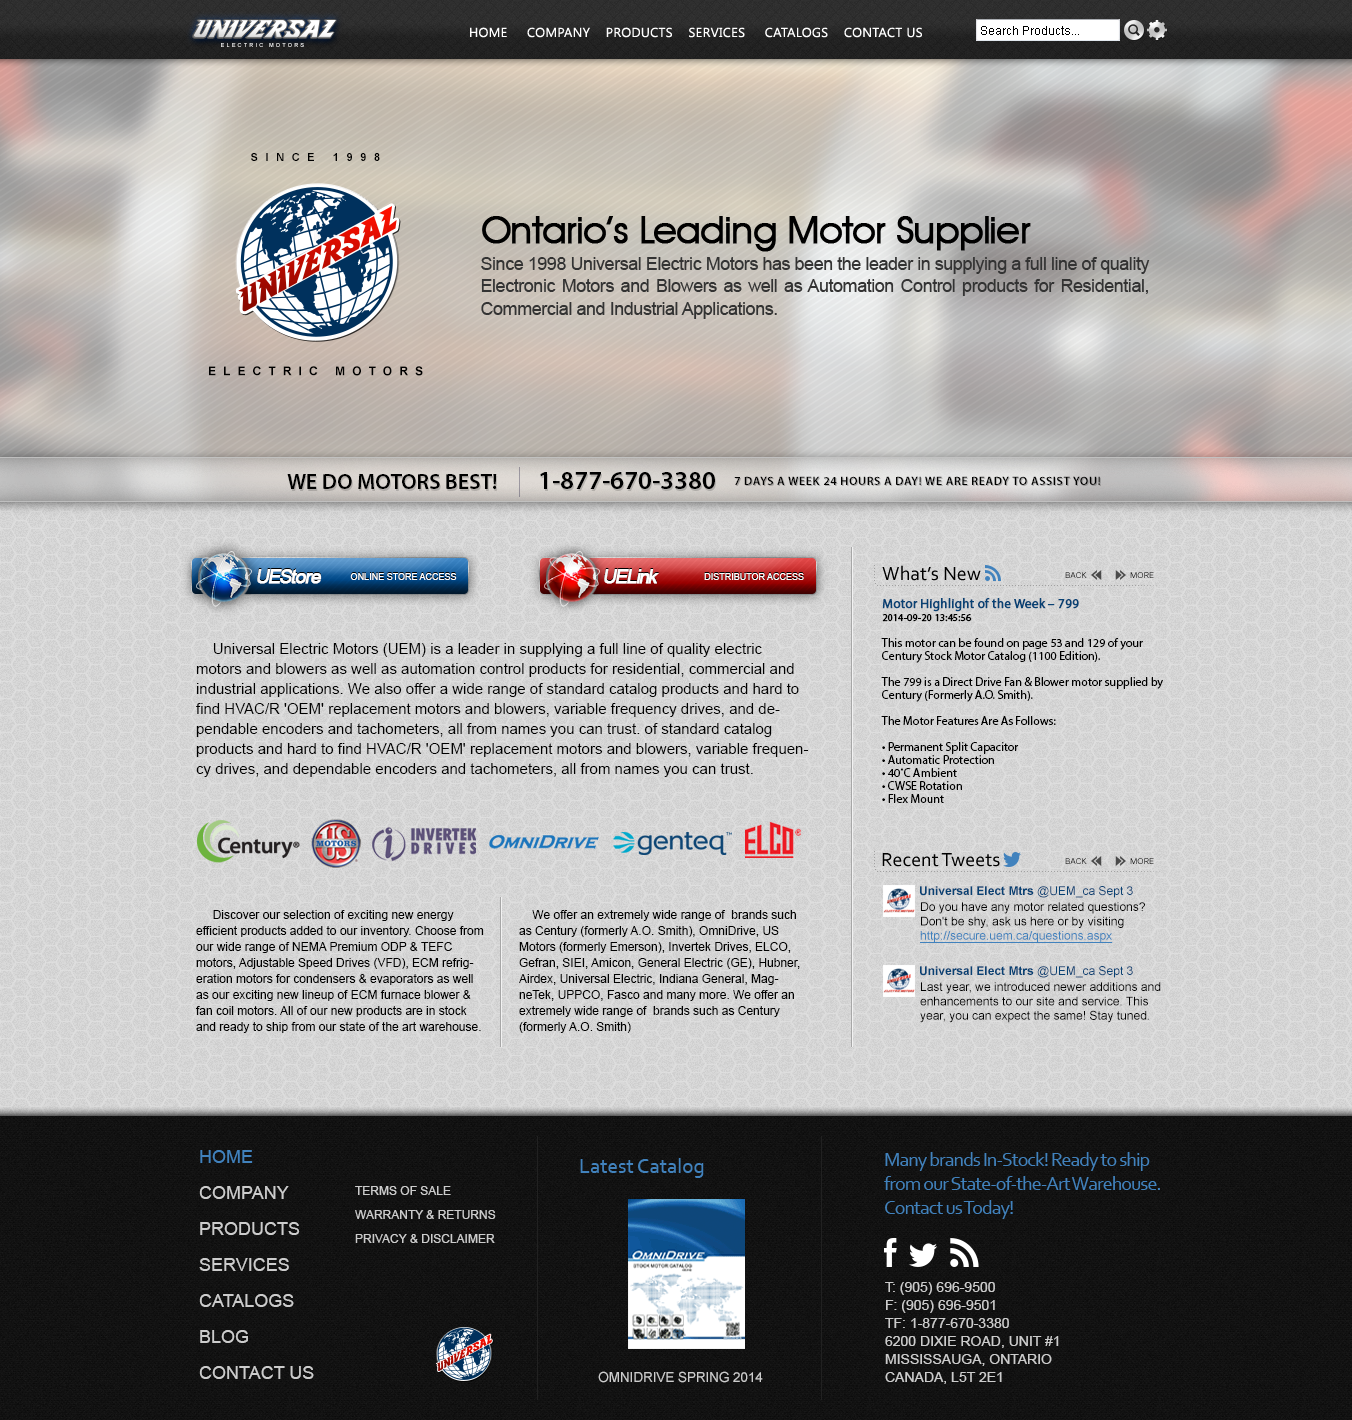 UNIVERSAL
ELECTRIC MOTORS
HOME COMPANY PRODUCTS SERVICES CATALOGS CONTACT US
Search Products...
SINCE 1998
UNIVERSAL
ELECTRIC MOTORS
Ontario's Leading Motor Supplier
Since 1998 Universal Electric Motors has been the leader in supplying a full line of quality
Electronic Motors and Blowers as well as Automation Control products for Residential,
Commercial and Industrial Applications.
WE DO MOTORS BEST!
1-877-670-3380
7 DAYS A WEEK 24 HOURS A DAY! WE ARE READY TO ASSIST YOU!
UEStore ONLINE STORE ACCESS
UELink DISTRIBUTOR ACCESS
Universal Electric Motors (UEM) is a leader in supplying a full line of quality electric
motors and blowers as well as automation control products for residential, commercial and
industrial applications. We also offer a wide range of standard catalog products and hard to
find HVAC/R 'OEM' replacement motors and blowers, variable frequency drives, and de-
pendable encoders and tachometers, all from names you can trust. of standard catalog
products and hard to find HVAC/R 'OEM' replacement motors and blowers, variable frequen-
cy drives, and dependable encoders and tachometers, all from names you can trust.
Century®
US
MOTORS
INVERTEK
DRIVES
OMNIDRIVE
genteq™
ELCO®
Discover our selection of exciting new energy
efficient products added to our inventory. Choose from
our wide range of NEMA Premium ODP & TEFC
motors, Adjustable Speed Drives (VFD), ECM refrig-
eration motors for condensers & evaporators as well
as our exciting new lineup of ECM furnace blower &
fan coil motors. All of our new products are in stock
and ready to ship from our state of the art warehouse.
We offer an extremely wide range of brands such
as Century (formerly A.O. Smith), OmniDrive, US
Motors (formerly Emerson), Invertek Drives, ELCO,
Gefran, SIEI, Amicon, General Electric (GE), Hubner,
Airdex, Universal Electric, Indiana General, Mag-
neTek, UPPCO, Fasco and many more. We offer an
extremely wide range of brands such as Century
(formerly A.O. Smith)
What's New
BACK MORE
Motor Highlight of the Week – 799
2014-09-20 13:45:56
This motor can be found on page 53 and 129 of your
Century Stock Motor Catalog (1100 Edition).
The 799 is a Direct Drive Fan & Blower motor supplied by
Century (Formerly A.O. Smith).
The Motor Features Are As Follows:
• Permanent Split Capacitor
• Automatic Protection
• 40°C Ambient
• CWSE Rotation
• Flex Mount
Recent Tweets
BACK MORE
Universal Elect Mtrs @UEM_ca Sept 3
Do you have any motor related questions?
Don't be shy, ask us here or by visiting
http://secure.uem.ca/questions.aspx
Universal Elect Mtrs @UEM_ca Sept 3
Last year, we introduced newer additions and
enhancements to our site and service. This
year, you can expect the same! Stay tuned.
HOME
COMPANY
PRODUCTS
SERVICES
CATALOGS
BLOG
CONTACT US
TERMS OF SALE
WARRANTY & RETURNS
PRIVACY & DISCLAIMER
UNIVERSAL
Latest Catalog
OMNIDRIVE
STOCK MOTOR CATALOG
OMNIDRIVE SPRING 2014
Many brands In-Stock! Ready to ship
from our State-of-the-Art Warehouse.
Contact us Today!
T: (905) 696-9500
F: (905) 696-9501
TF: 1-877-670-3380
6200 DIXIE ROAD, UNIT #1
MISSISSAUGA, ONTARIO
CANADA, L5T 2E1